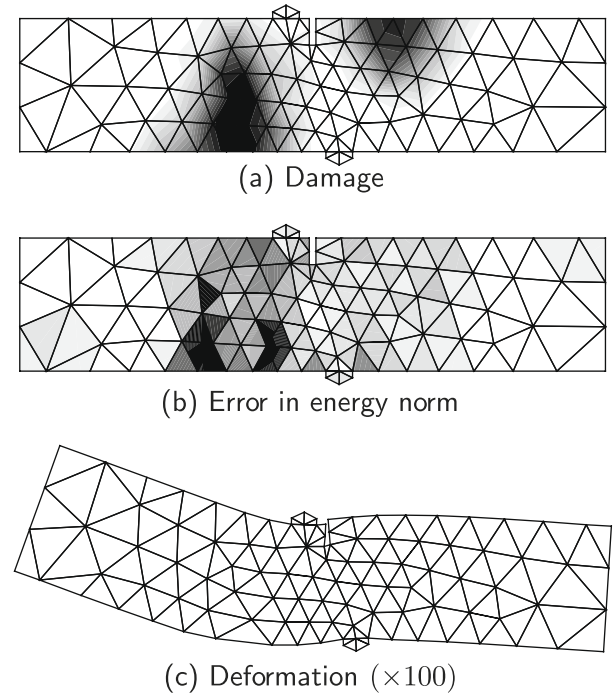 (a) Damage
(b) Error in energy norm
(c) Deformation (×100)